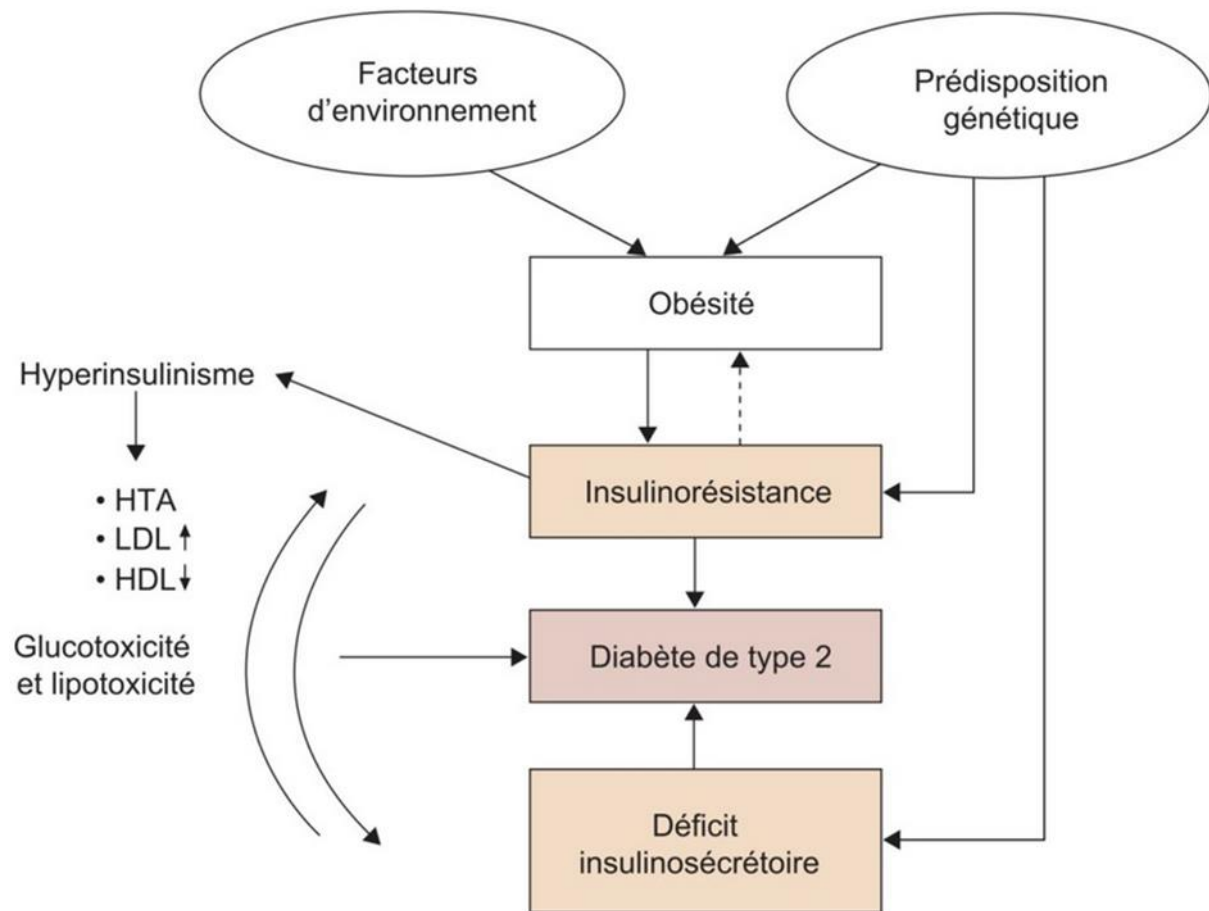 Facteurs
d'environnement
Prédisposition
génétique
Obésité
Hyperinsulinisme
Insulinorésistance
• HTA
• LDL ↑
• HDL ↓
Glucotoxicité
et lipotoxicité
Diabète de type 2
Déficit
insulinosécrétoire